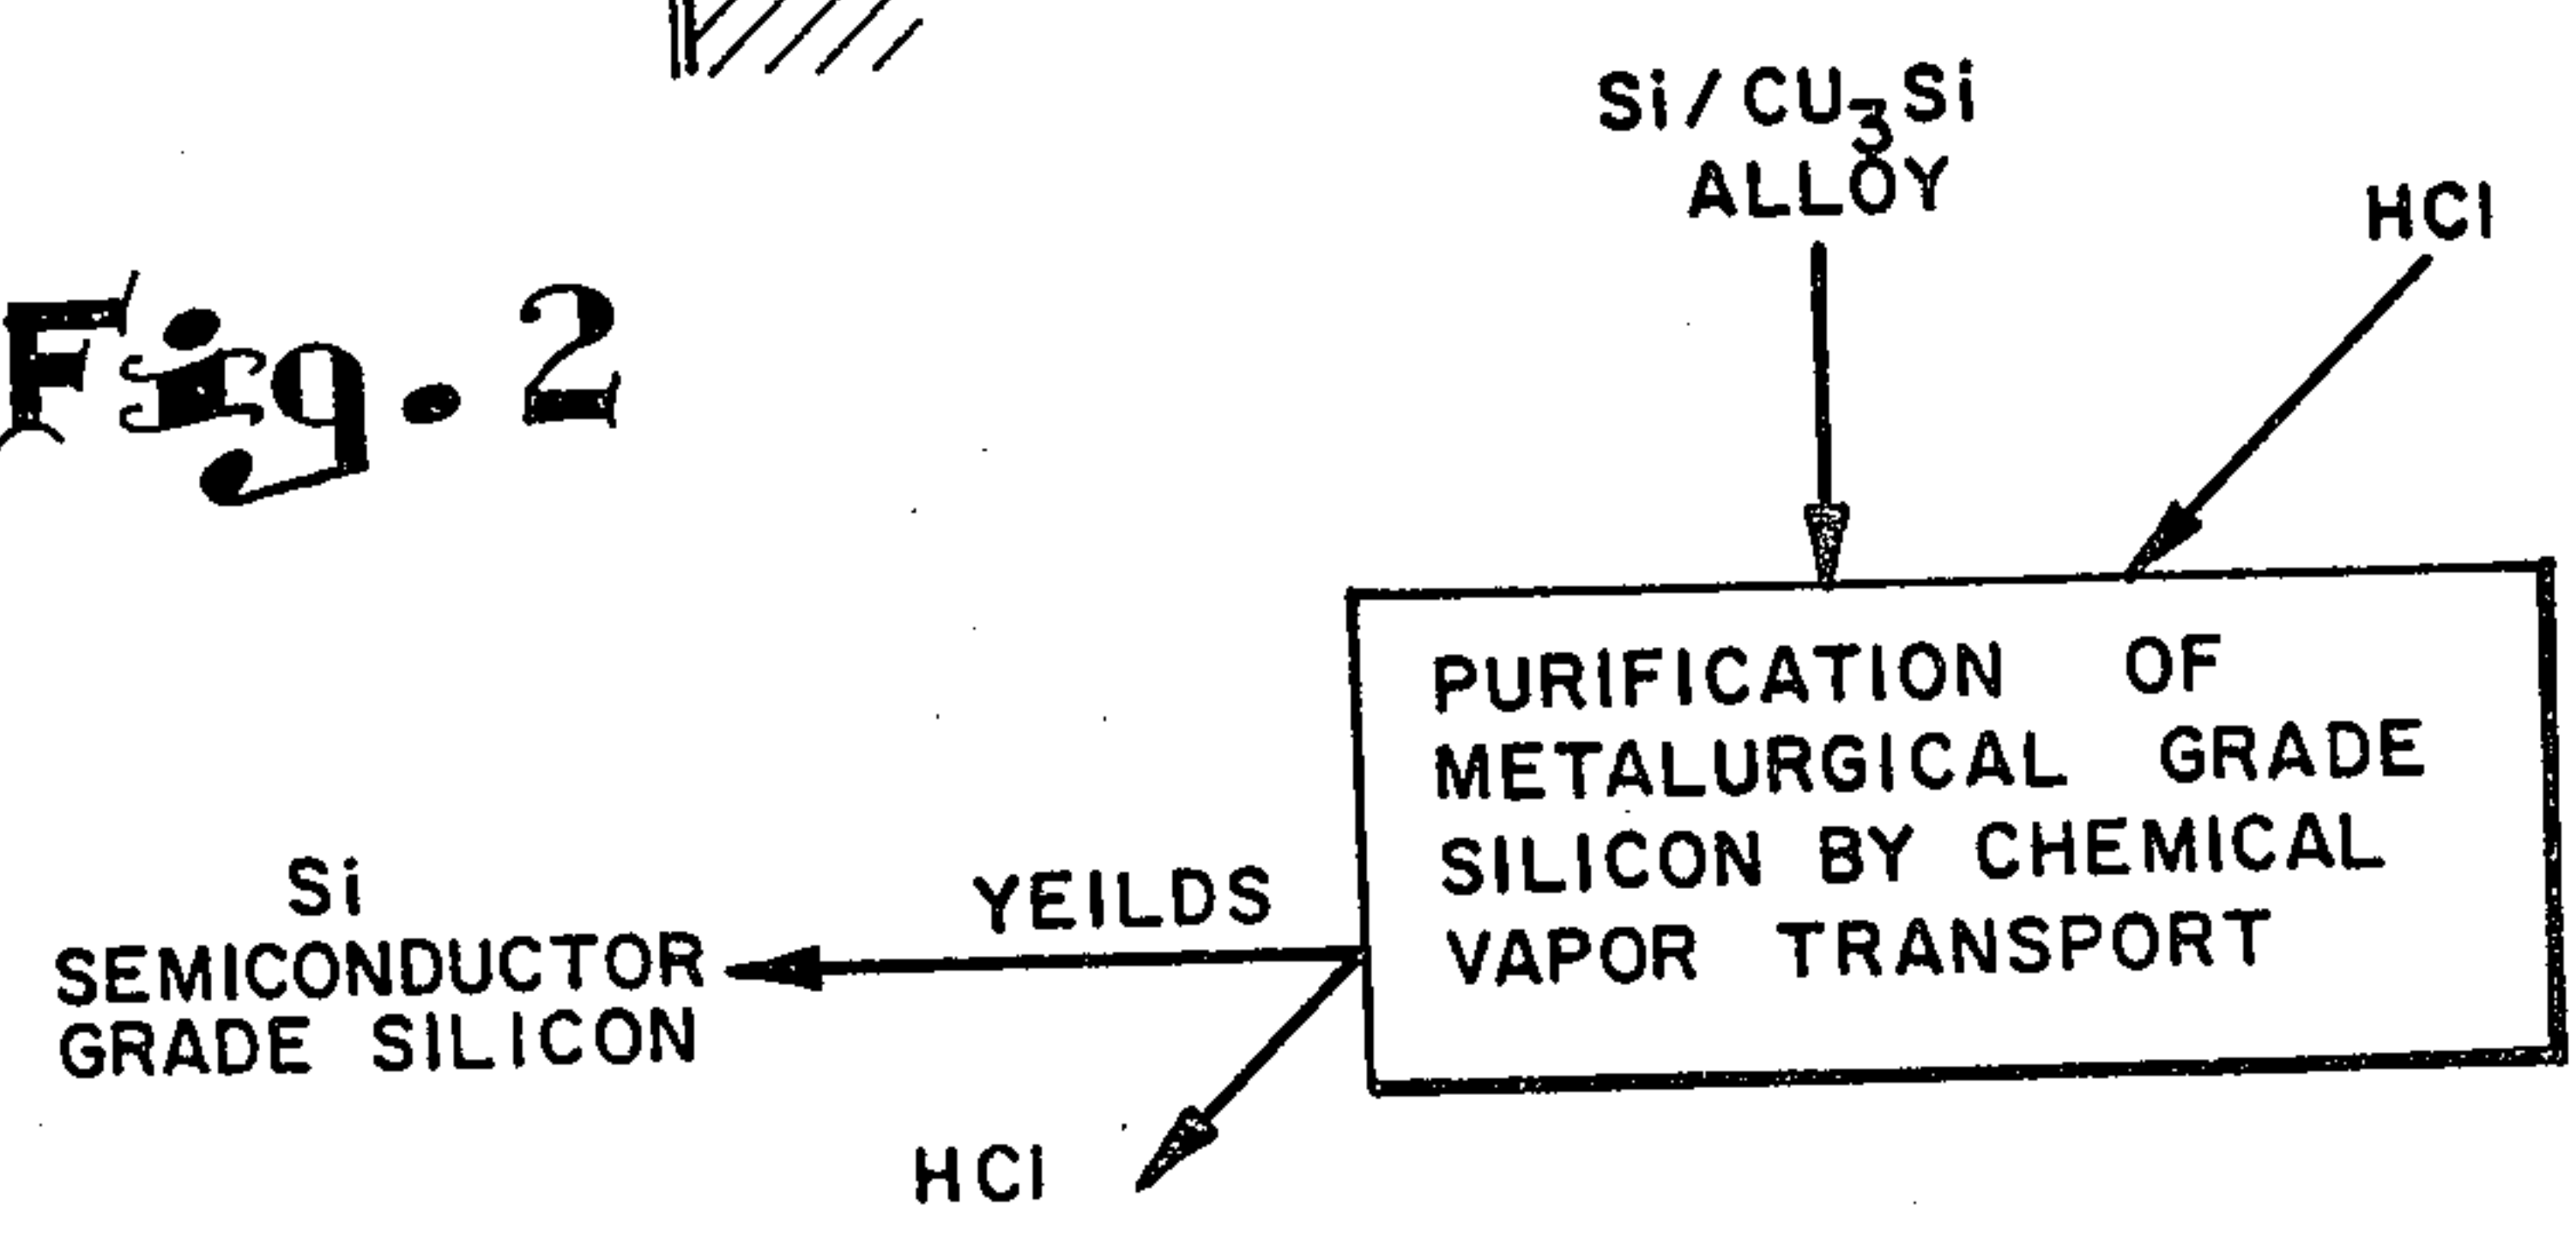 Si/CU₃Si
ALLOY
HCl
Fig. 2
PURIFICATION OF
METALURGICAL GRADE
SILICON BY CHEMICAL
VAPOR TRANSPORT
YEILDS
Si
SEMICONDUCTOR
GRADE SILICON
HCl